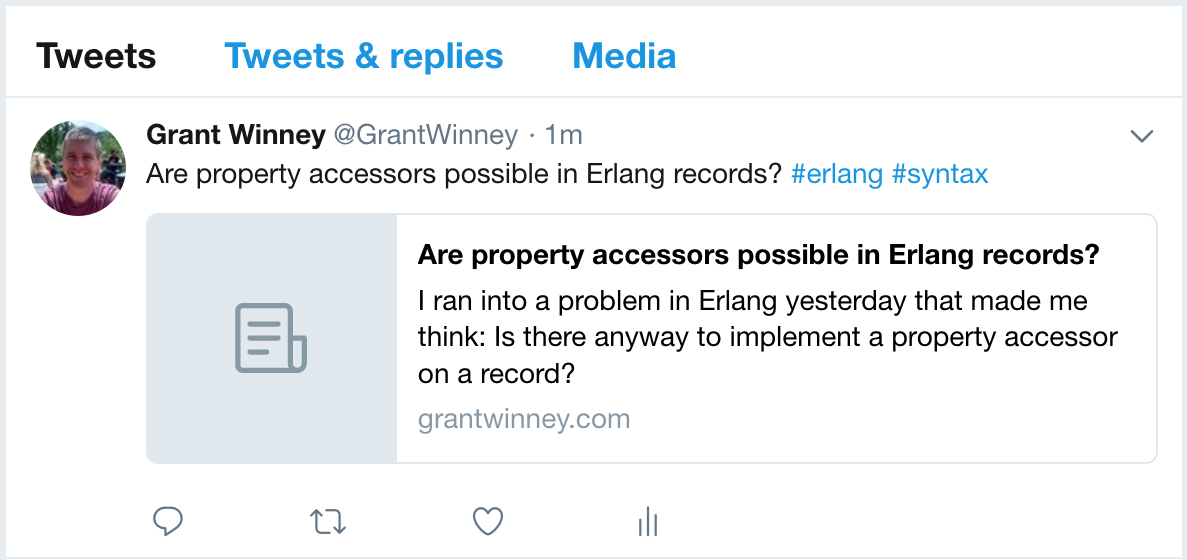 Tweets Tweets & replies Media
Grant Winney @GrantWinney · 1m
Are property accessors possible in Erlang records? #erlang #syntax
Are property accessors possible in Erlang records?
I ran into a problem in Erlang yesterday that made me
think: Is there anyway to implement a property accessor
on a record?
grantwinney.com